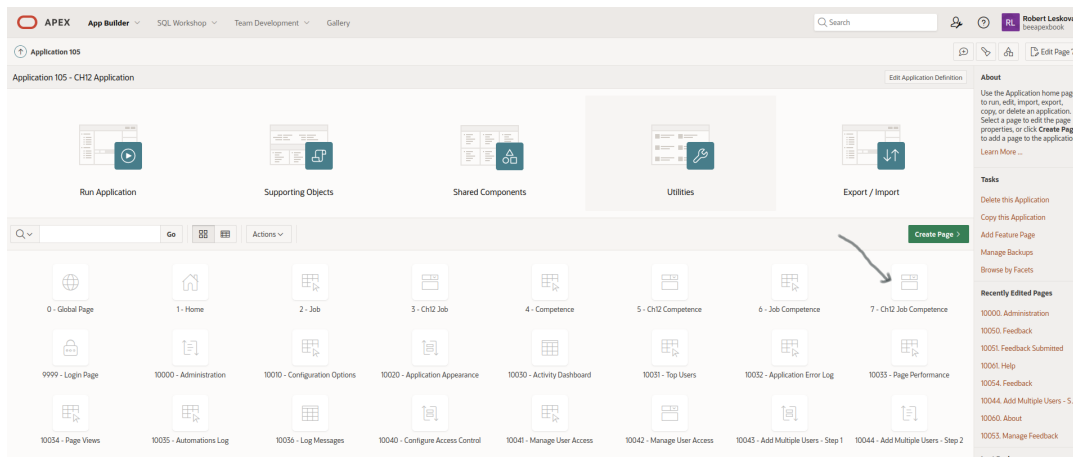 APEX App Builder SQL Workshop Team Development Gallery Search RL Robert Leskova
beeapexbook
Application 105 Edit Page
Application 105 - CH12 Application Edit Application Definition
Run Application Supporting Objects Shared Components Utilities Export / Import
Go Actions Create Page >
0 - Global Page 1 - Home 2 - Job 3 - Ch12 Job 4 - Competence 5 - Ch12 Competence 6 - Job Competence 7 - Ch12 Job Competence
9999 - Login Page 10000 - Administration 10010 - Configuration Options 10020 - Application Appearance 10030 - Activity Dashboard 10031 - Top Users 10032 - Application Error Log 10033 - Page Performance
10034 - Page Views 10035 - Automations Log 10036 - Log Messages 10040 - Configure Access Control 10041 - Manage User Access 10042 - Manage User Access 10043 - Add Multiple Users - Step 1 10044 - Add Multiple Users - Step 2
About
Use the Application home pag
to run, edit, import, export,
copy, or delete an application.
Select a page to edit the page
properties, or click Create Pag
to add a page to the applicatio
Learn More ...
Tasks
Delete this Application
Copy this Application
Add Feature Page
Manage Backups
Browse by Facets
Recently Edited Pages
10000. Administration
10050. Feedback
10051. Feedback Submitted
10061. Help
10054. Feedback
10044. Add Multiple Users - S...
10060. About
10053. Manage Feedback